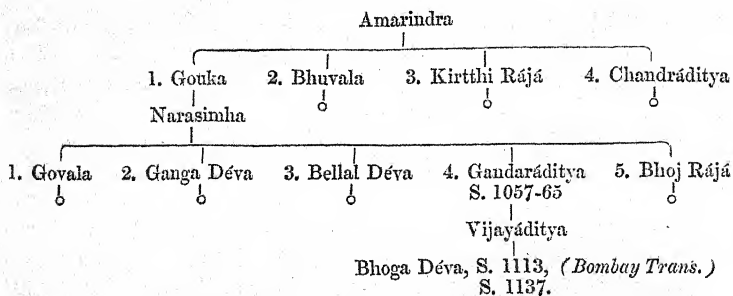 Amarindra
1. Gouka 2. Bhuvala 3. Kirtthi Rájá 4. Chandráditya
Narasimha
1. Govala 2. Ganga Déva 3. Bellal Déva 4. Gandaráditya 5. Bhoj Rájá
S. 1057-65
Vijayáditya
Bhoga Déva, S. 1113, (Bombay Trans.)
S. 1137.